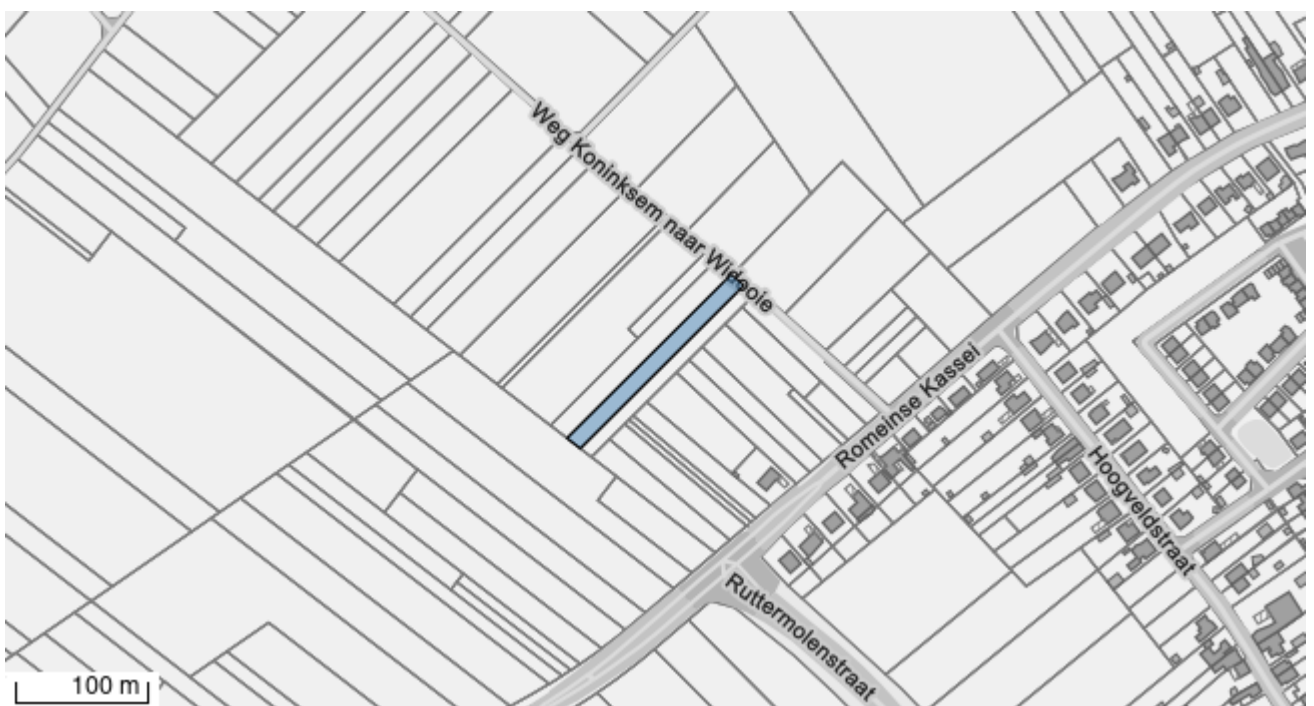 Weg Koninksem naar Widooie
Romeinse Kassei
Hoogveldstraat
Ruttermolenstraat
100 m